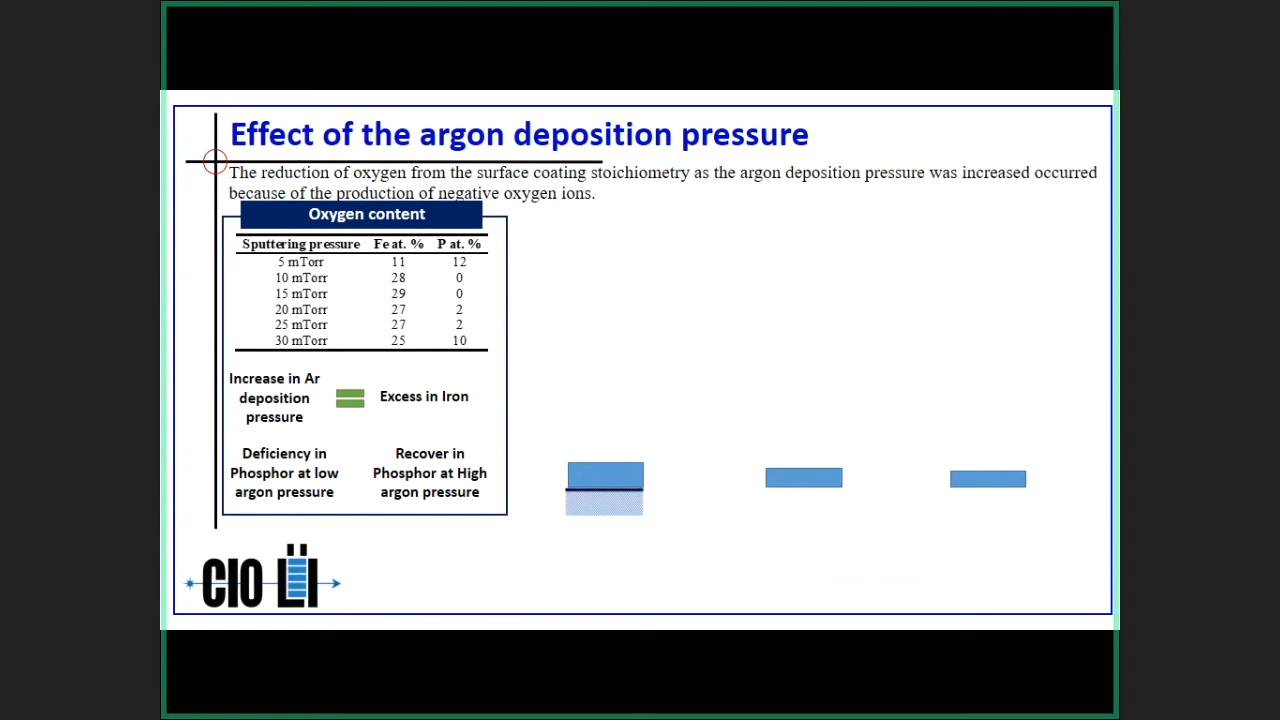 Effect of the argon deposition pressure
The reduction of oxygen from the surface coating stoichiometry as the argon deposition pressure was increased occurred
because of the production of negative oxygen ions.
Oxygen content
Sputtering pressure Fe at. % P at. %
5 mTorr 11 12
10 mTorr 28 0
15 mTorr 29 0
20 mTorr 27 2
25 mTorr 27 2
30 mTorr 25 10
Increase in Ar
deposition
pressure
Excess in Iron
Deficiency in
Phosphor at low
argon pressure
Recover in
Phosphor at High
argon pressure
CIO Li